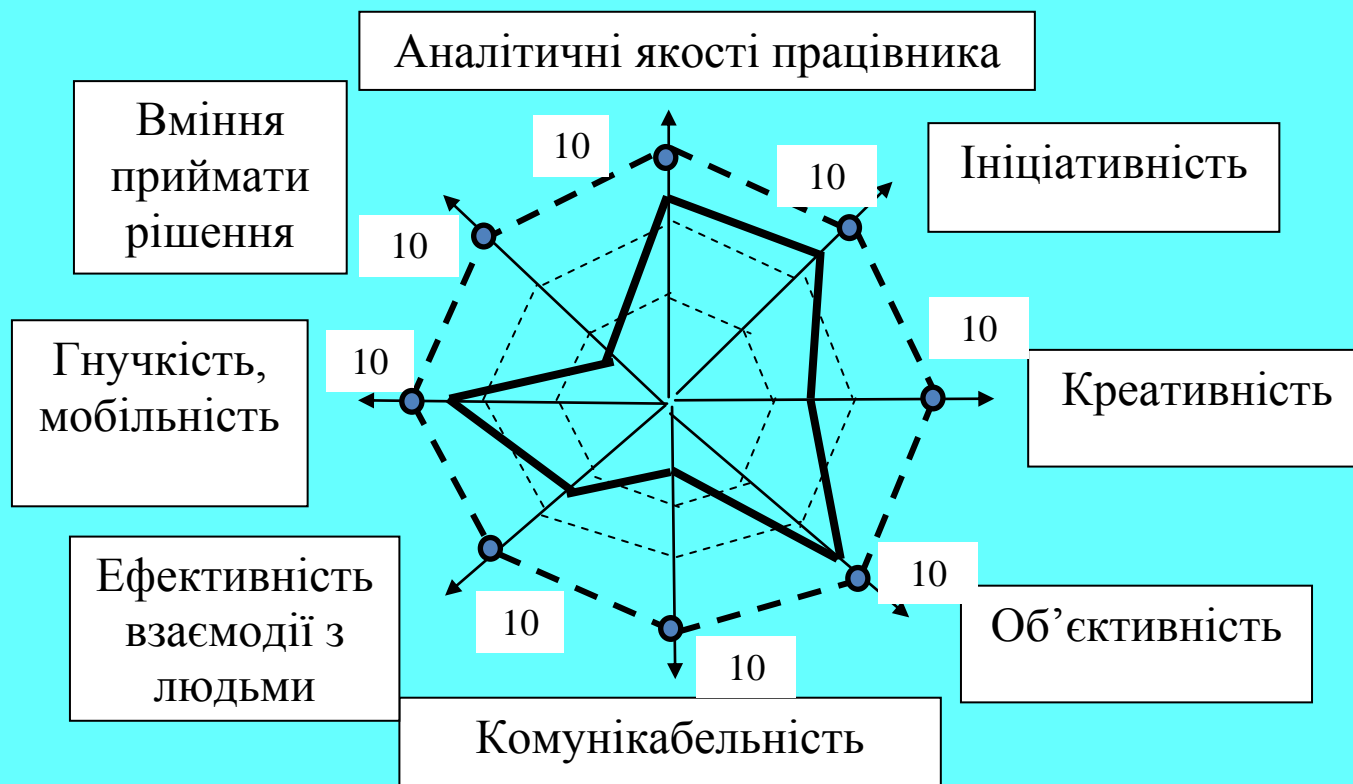 Аналітичні якості працівника
Вміння
приймати
рішення
10
10
Ініціативність
10
10
Гнучкість,
мобільність
10
10
Креативність
Ефективність
взаємодії з
людьми
10
10
Об’єктивність
10
Комунікабельність